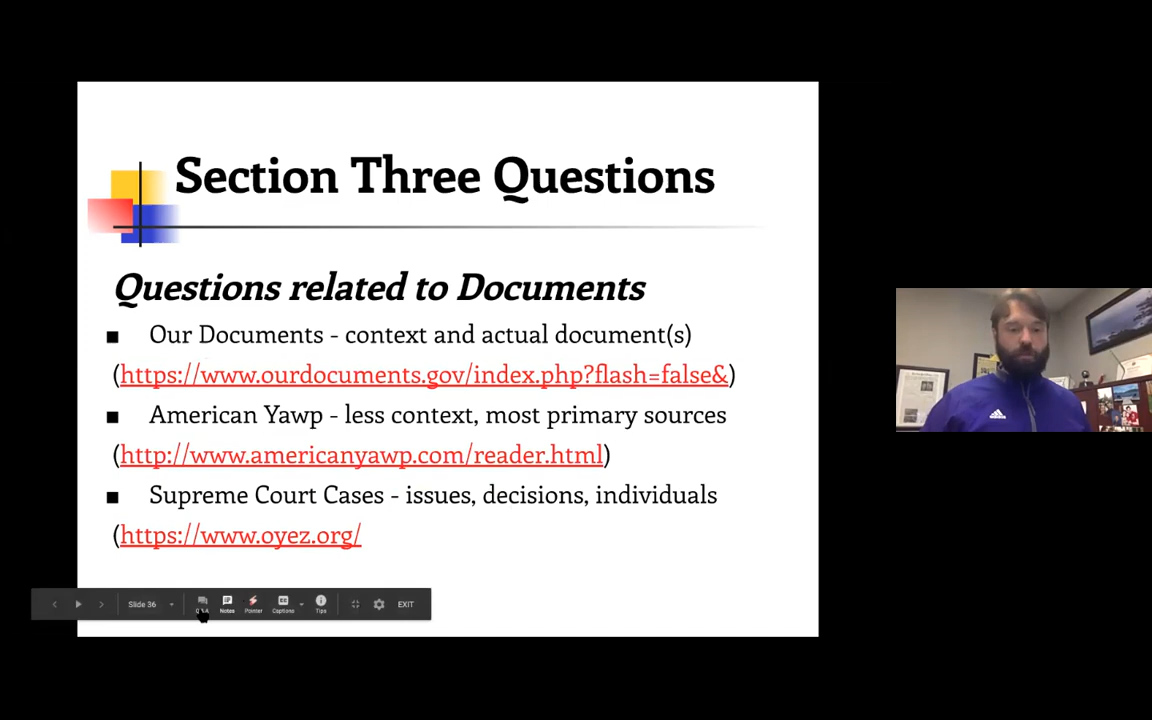 Section Three Questions
Questions related to Documents
■ Our Documents - context and actual document(s)
(https://www.ourdocuments.gov/index.php?flash=false&)
■ American Yawp - less context, most primary sources
(http://www.americanyawp.com/reader.html)
■ Supreme Court Cases - issues, decisions, individuals
(https://www.oyez.org/
Slide 36
Notes
Pointer
CC
Captions
Tips
EXIT